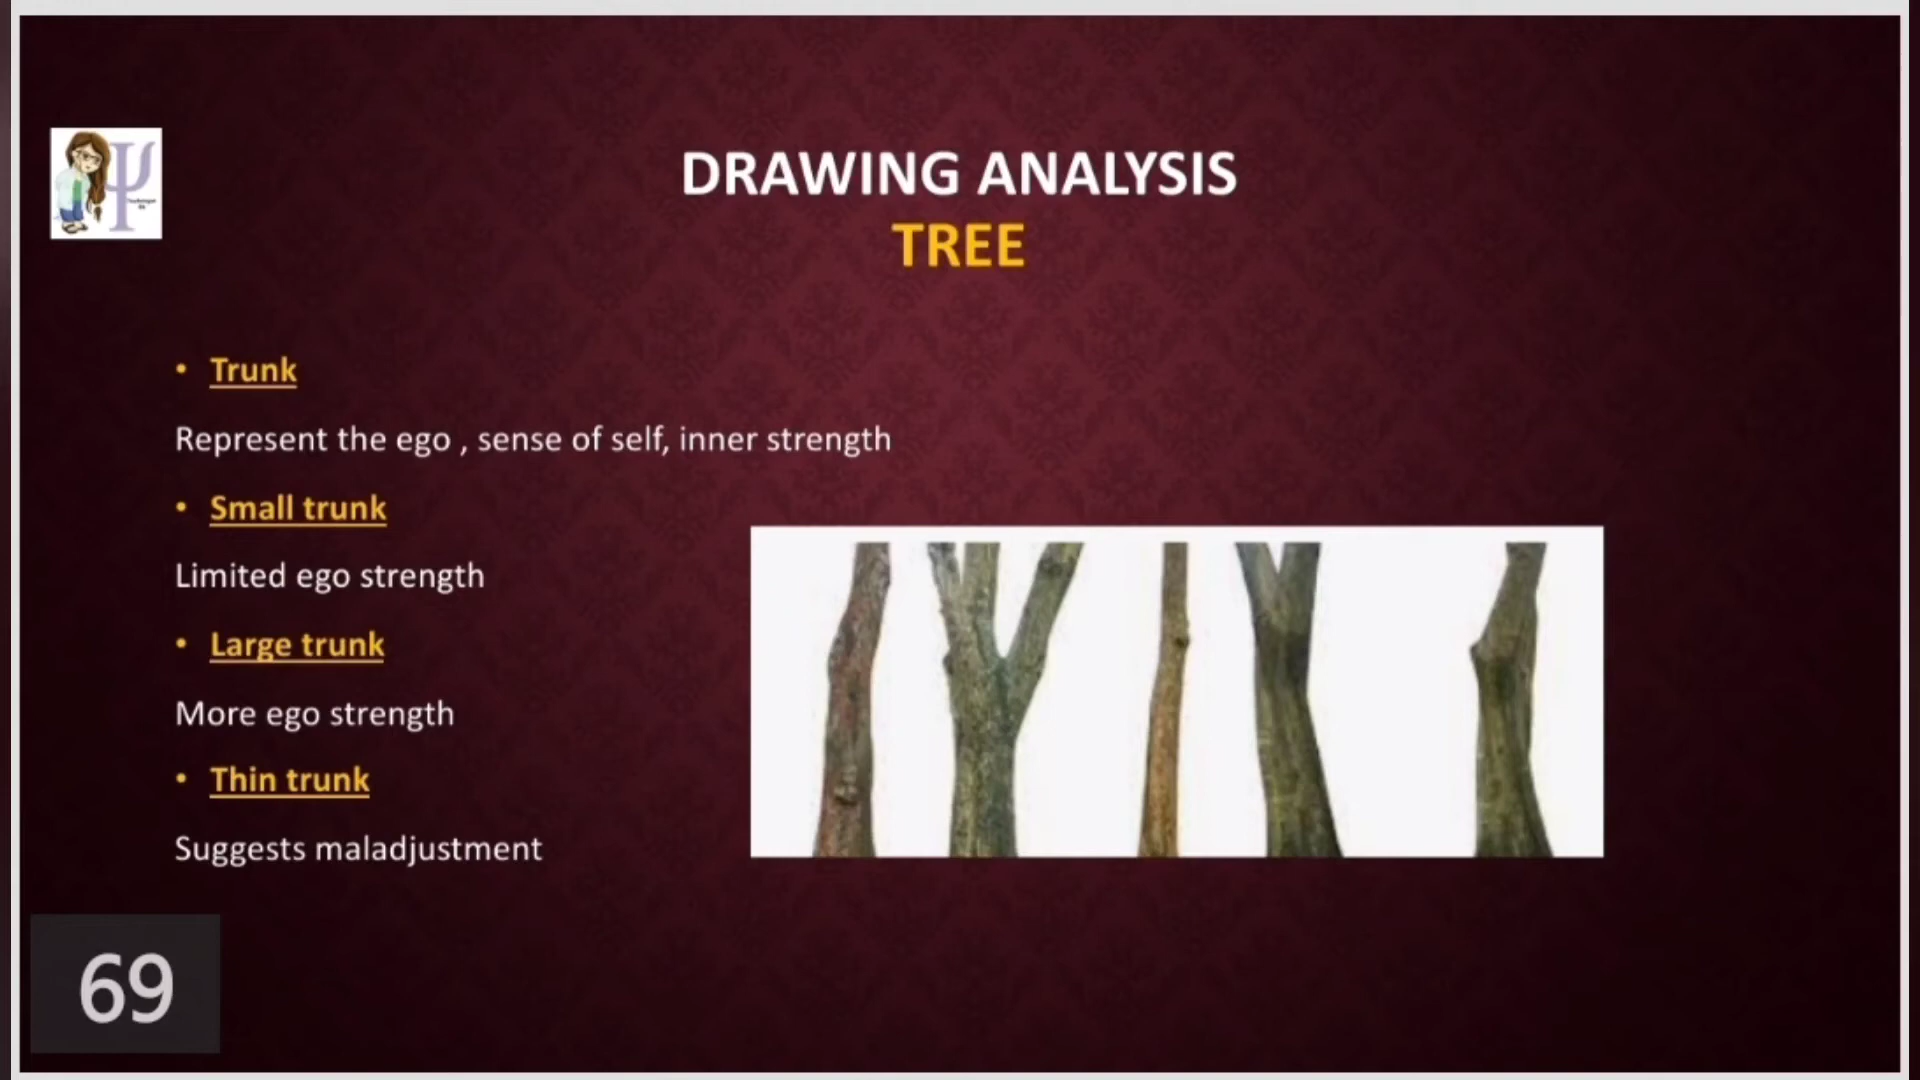 DRAWING ANALYSIS
TREE
• Trunk
Represent the ego , sense of self, inner strength
• Small trunk
Limited ego strength
• Large trunk
More ego strength
• Thin trunk
Suggests maladjustment
69